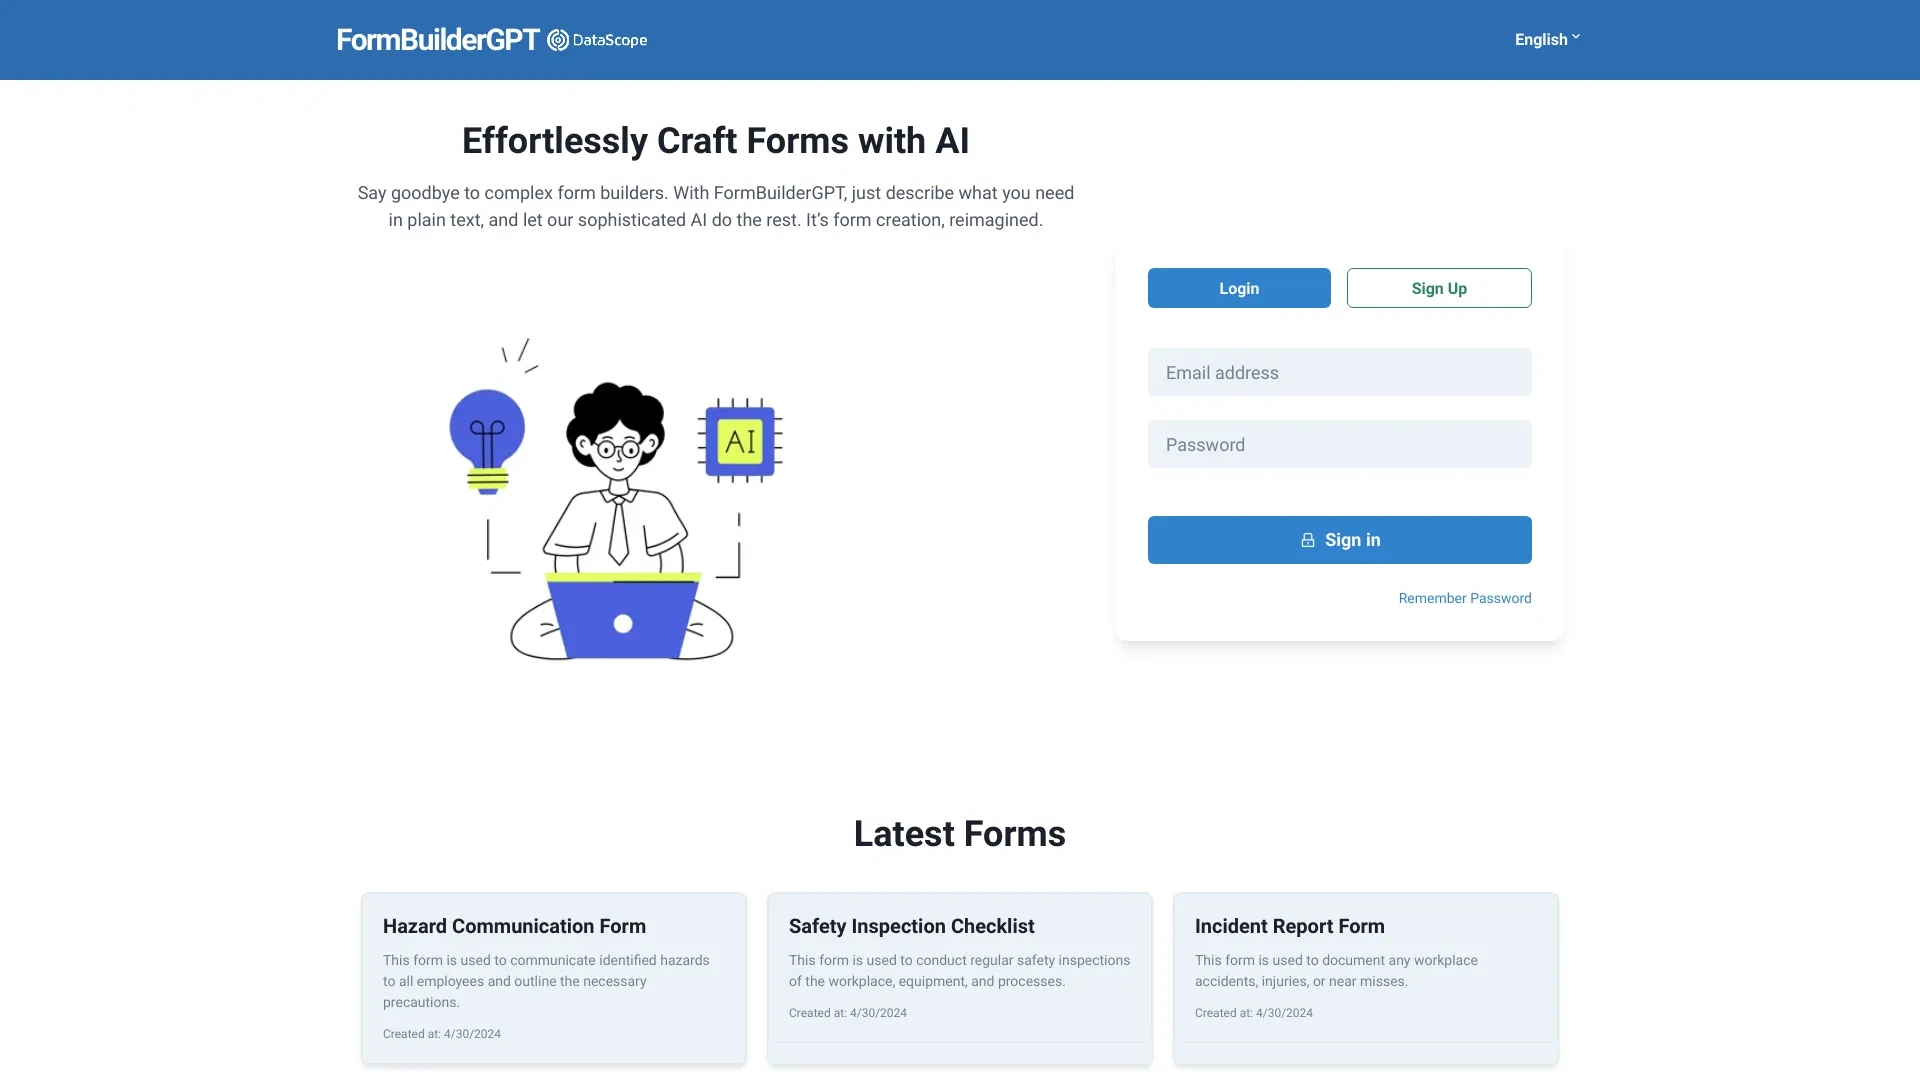 FormBuilderGPT DataScope
English
Effortlessly Craft Forms with AI
Say goodbye to complex form builders. With FormBuilderGPT, just describe what you need
in plain text, and let our sophisticated AI do the rest. It’s form creation, reimagined.
Login
Sign Up
Email address
Password
Sign in
Remember Password
AI
Latest Forms
Hazard Communication Form
This form is used to communicate identified hazards
to all employees and outline the necessary
precautions.
Created at: 4/30/2024
Safety Inspection Checklist
This form is used to conduct regular safety inspections
of the workplace, equipment, and processes.
Created at: 4/30/2024
Incident Report Form
This form is used to document any workplace
accidents, injuries, or near misses.
Created at: 4/30/2024